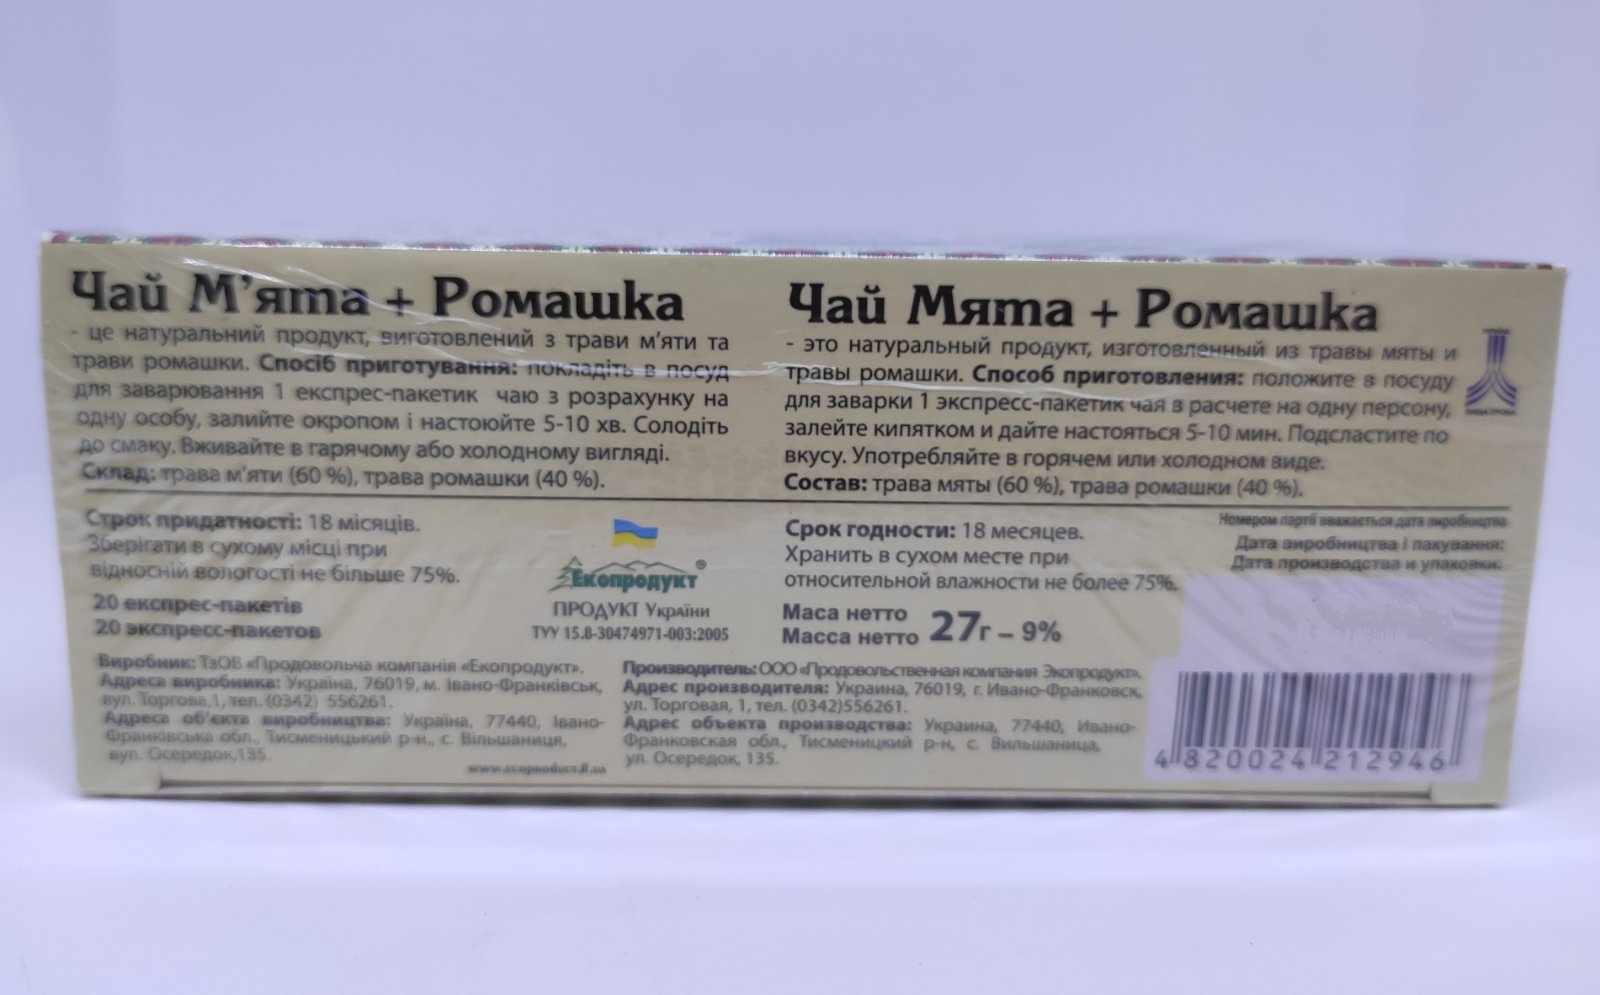 Чай М'ята + Ромашка
- це натуральний продукт, виготовлений з трави м'яти та
трави ромашки. Спосіб приготування: покладіть в посуд
для заварювання 1 експрес-пакетик чаю з розрахунку на
одну особу, залийте окропом і настоюйте 5-10 хв. Солодіть
до смаку. Вживайте в гарячому або холодному вигляді.
Склад: трава м'яти (60 %), трава ромашки (40 %).
Чай Мята + Ромашка
- это натуральный продукт, изготовленный из травы мяты и
травы ромашки. Способ приготовления: положите в посуду
для заварки 1 экспресс-пакетик чая в расчете на одну персону,
залейте кипятком и дайте настояться 5-10 мин. Подсластите по
вкусу. Употребляйте в горячем или холодном виде.
Состав: трава мяты (60 %), трава ромашки (40 %).
Строк придатності: 18 місяців.
Зберігати в сухому місці при
відносній вологості не більше 75%.
20 експрес-пакетів
20 экспресс-пакетов
Екопродукт®
ПРОДУКТ України
ТУУ 15.8-30474971-003:2005
Срок годности: 18 месяцев.
Хранить в сухом месте при
относительной влажности не более 75%.
Маса нетто
Масса нетто 27г – 9%
Номером партії вважається дата виробництва
Дата виробництва і пакування:
Дата производства и упаковки:
Виробник: ТзОВ «Продовольча компанія «Екопродукт».
Адреса виробника: Україна, 76019, м. Івано-Франківськ,
вул. Торгова,1, тел. (0342) 556261.
Адреса об'єкта виробництва: Україна, 77440, Івано-
Франківська обл., Тисменицький р-н., с. Вільшаниця,
вул. Осередок,135.
www.ecoproduct.if.ua
Производитель: ООО «Продовольственная компания Экопродукт».
Адрес производителя: Украина, 76019, г. Ивано-Франковск,
ул. Торговая, 1, тел. (0342)556261.
Адрес объекта производства: Украина, 77440, Ивано-
Франковская обл., Тисменицкий р-н, с. Вильшаница,
ул. Осередок, 135.
4 820024 212946